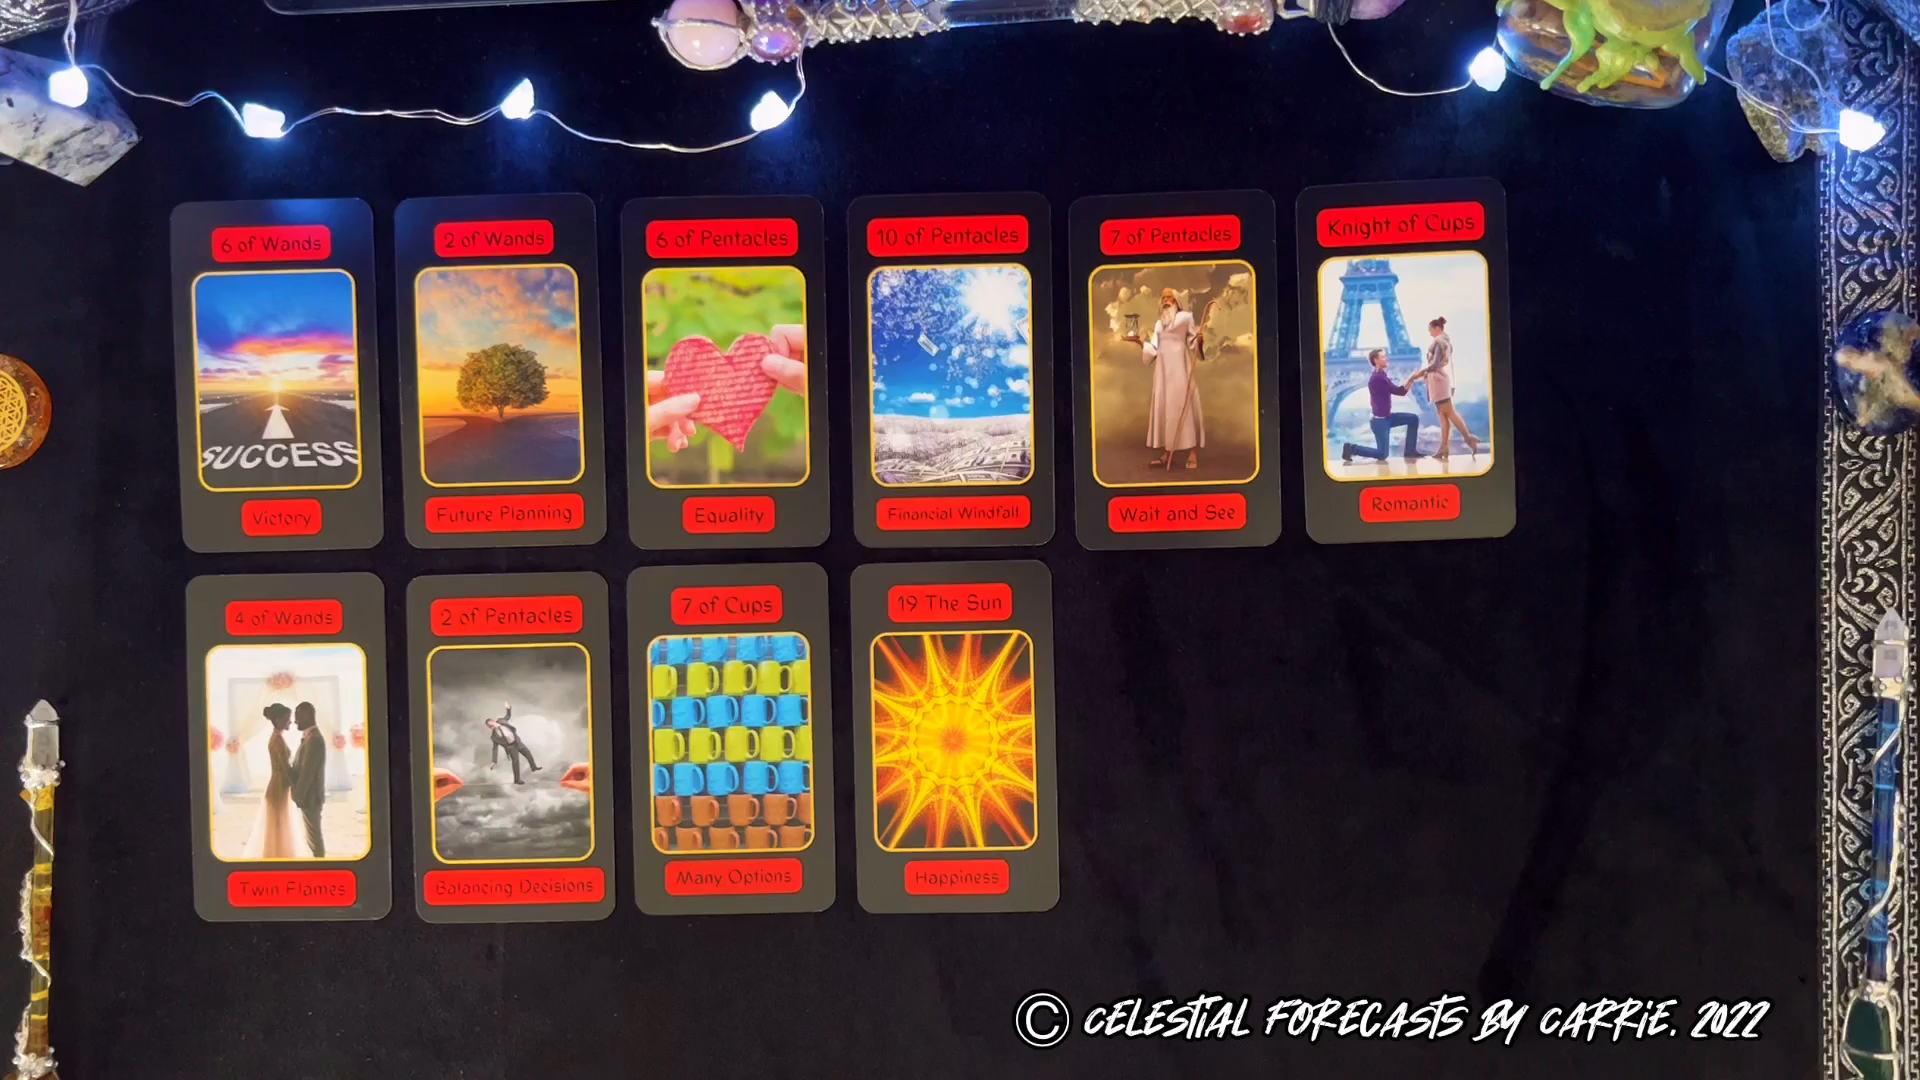 6 of Wands
SUCCESS
Victory
2 of Wands
Future Planning
6 of Pentacles
Equality
10 of Pentacles
Financial Windfall
7 of Pentacles
Wait and See
Knight of Cups
Romantic
4 of Wands
Twin Flames
2 of Pentacles
Balancing Decisions
7 of Cups
Many Options
19 The Sun
Happiness
© CELESTIAL FORECASTS BY CARRiE. 2022